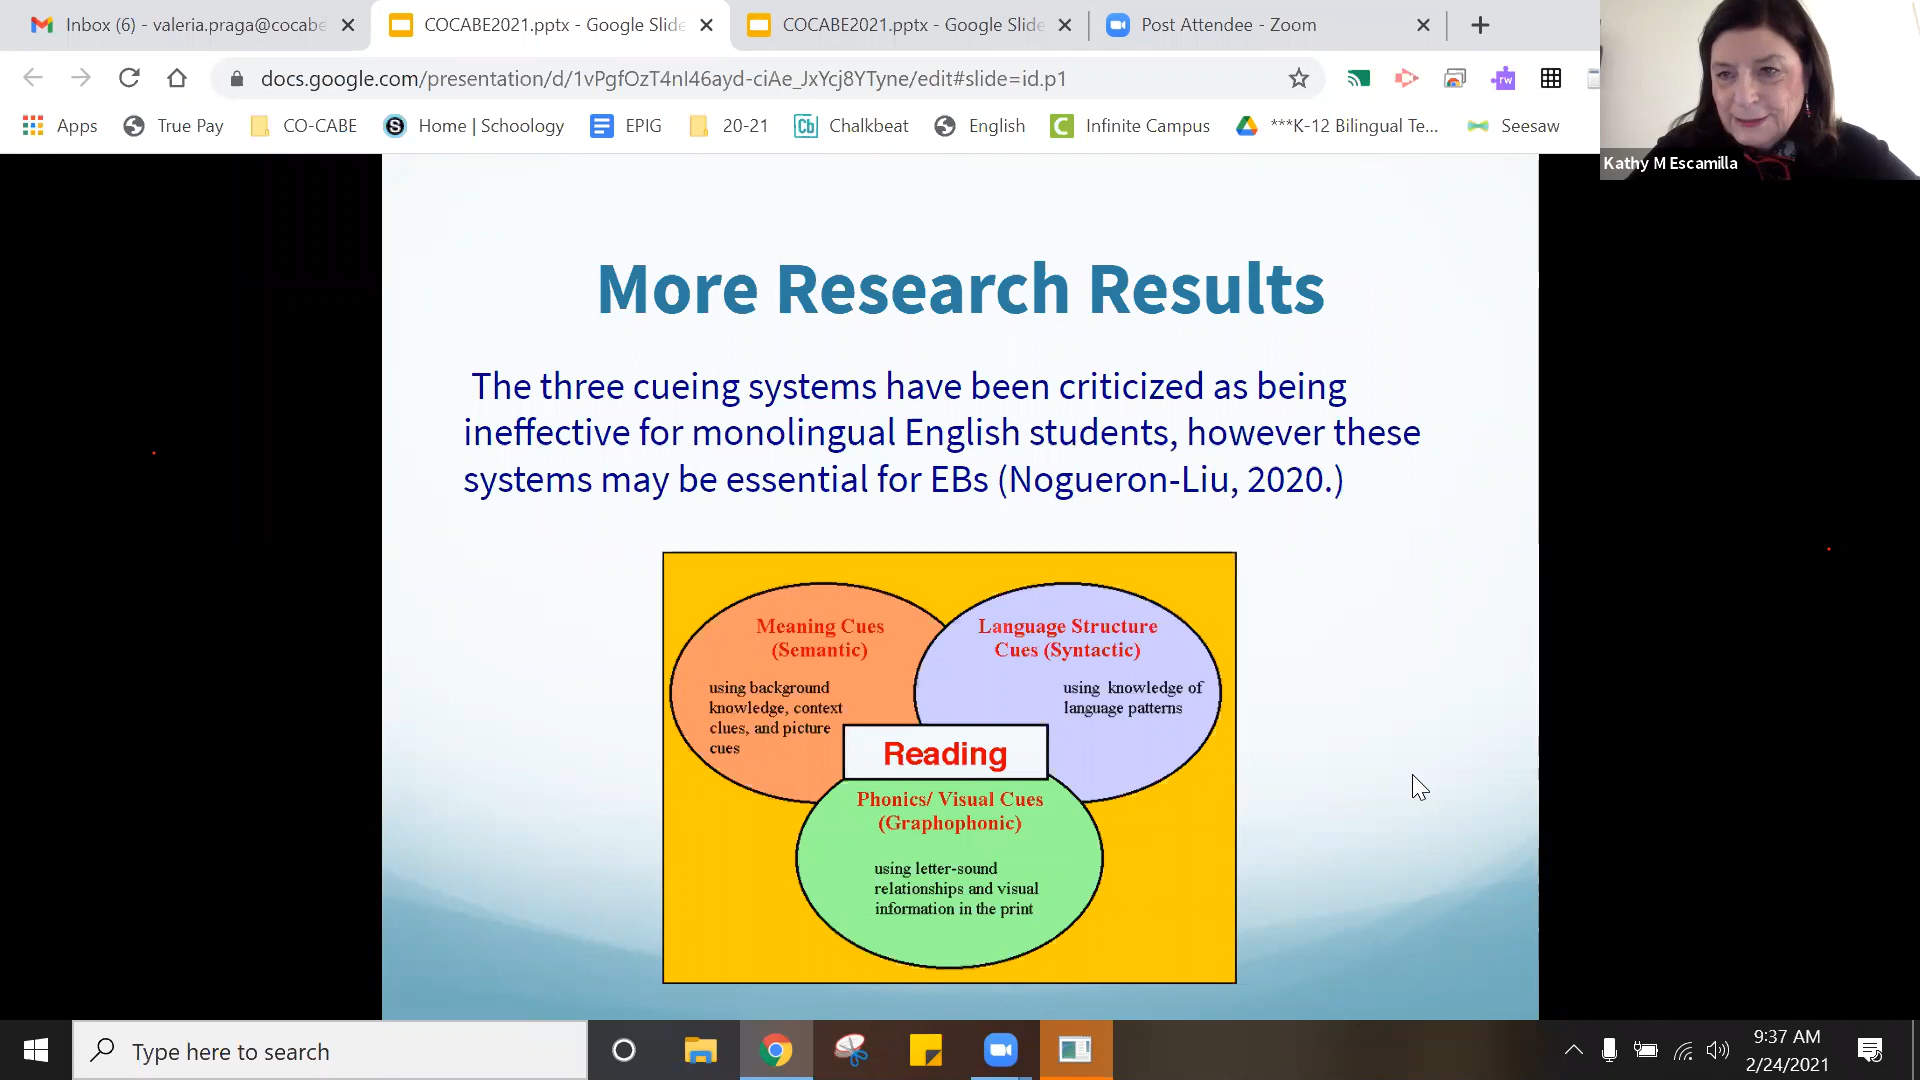 Inbox (6) - valeria.praga@cocabe
COCABE2021.pptx - Google Slide
COCABE2021.pptx - Google Slide
Post Attendee - Zoom
docs.google.com/presentation/d/1vPgfOzT4nI46ayd-ciAe_JxYcj8YTyne/edit#slide=id.p1
rw
Apps
True Pay
CO-CABE
S
Home | Schoology
EPIG
20-21
Cb
Chalkbeat
English
C
Infinite Campus
***K-12 Bilingual Te...
Seesaw
Kathy M Escamilla
More Research Results
The three cueing systems have been criticized as being
ineffective for monolingual English students, however these
systems may be essential for EBs (Nogueron-Liu, 2020.)
Meaning Cues
(Semantic)
using background
knowledge, context
clues, and picture
cues
Language Structure
Cues (Syntactic)
using knowledge of
language patterns
Reading
Phonics/ Visual Cues
(Graphophonic)
using letter-sound
relationships and visual
information in the print
Type here to search
9:37 AM
2/24/2021